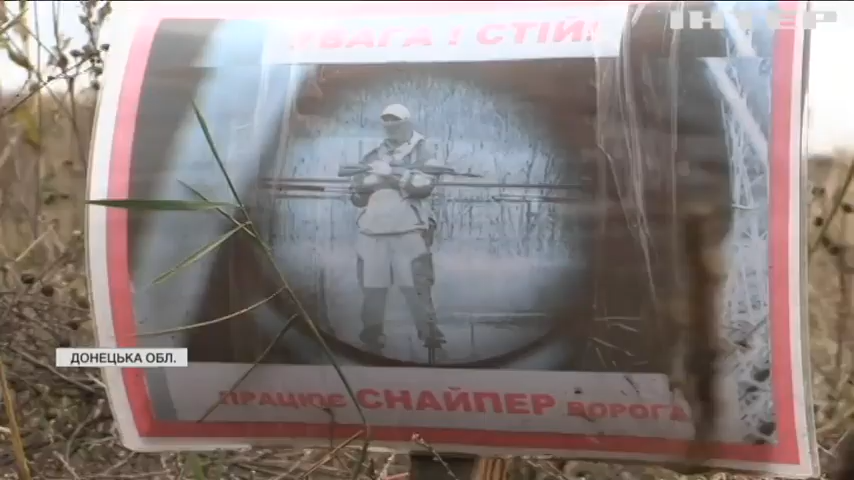 ІНТЕР
УВАГА І СТІЙ!
ДОНЕЦЬКА ОБЛ.
ПРАЦЮЄ СНАЙПЕР ВОРОГА